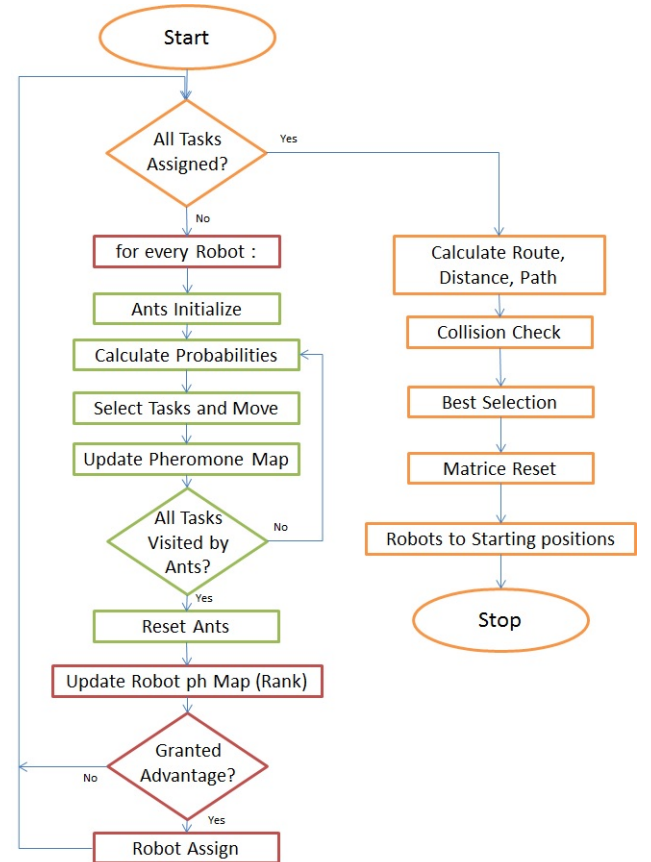 Start
All Tasks
Assigned?
Yes
No
for every Robot :
Ants Initialize
Calculate Probabilities
Select Tasks and Move
Update Pheromone Map
All Tasks
Visited by
Ants?
No
Yes
Reset Ants
Update Robot ph Map (Rank)
Granted
Advantage?
No
Yes
Robot Assign
Calculate Route,
Distance, Path
Collision Check
Best Selection
Matrice Reset
Robots to Starting positions
Stop